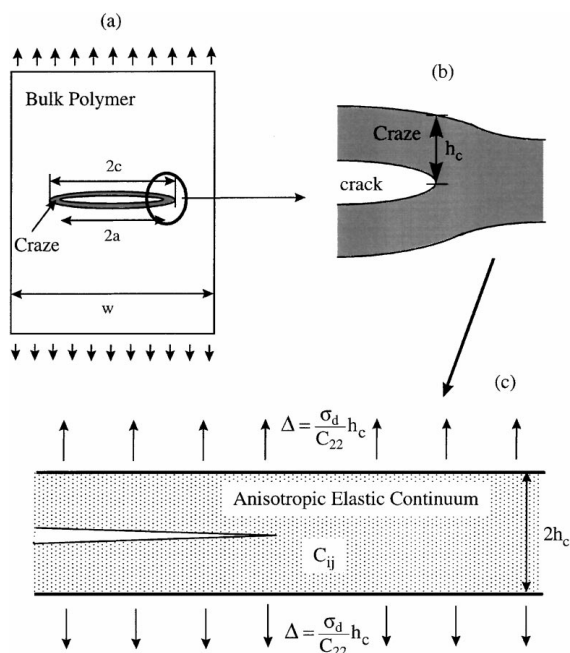 (a)
Bulk Polymer
2c
2a
Craze
w
(b)
Craze
h_c
crack
(c)
Δ = σ_d/C_22 h_c
Anisotropic Elastic Continuum
C_ij
2h_c
Δ = σ_d/C_22 h_c